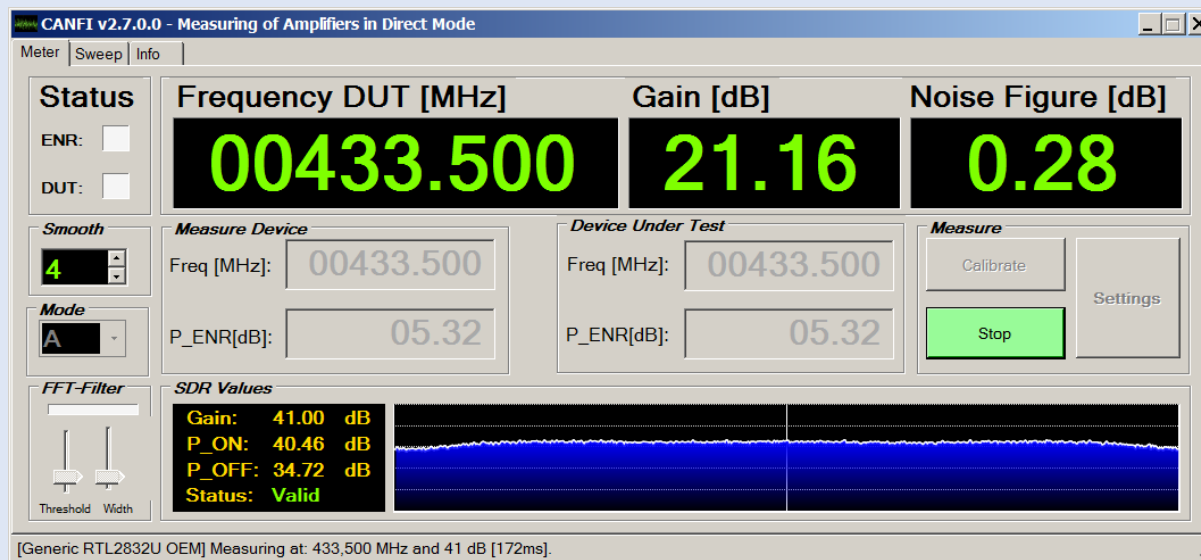 CANFI v2.7.0.0 - Measuring of Amplifiers in Direct Mode
Meter Sweep Info
Status
ENR:
DUT:
Frequency DUT [MHz]
00433.500
Gain [dB]
21.16
Noise Figure [dB]
0.28
Smooth
4
Mode
A
Measure Device
Freq [MHz]: 00433.500
P_ENR[dB]: 05.32
Device Under Test
Freq [MHz]: 00433.500
P_ENR[dB]: 05.32
Measure
Calibrate
Stop
Settings
FFT-Filter
Threshold Width
SDR Values
Gain: 41.00 dB
P_ON: 40.46 dB
P_OFF: 34.72 dB
Status: Valid
[Generic RTL2832U OEM] Measuring at: 433,500 MHz and 41 dB [172ms].